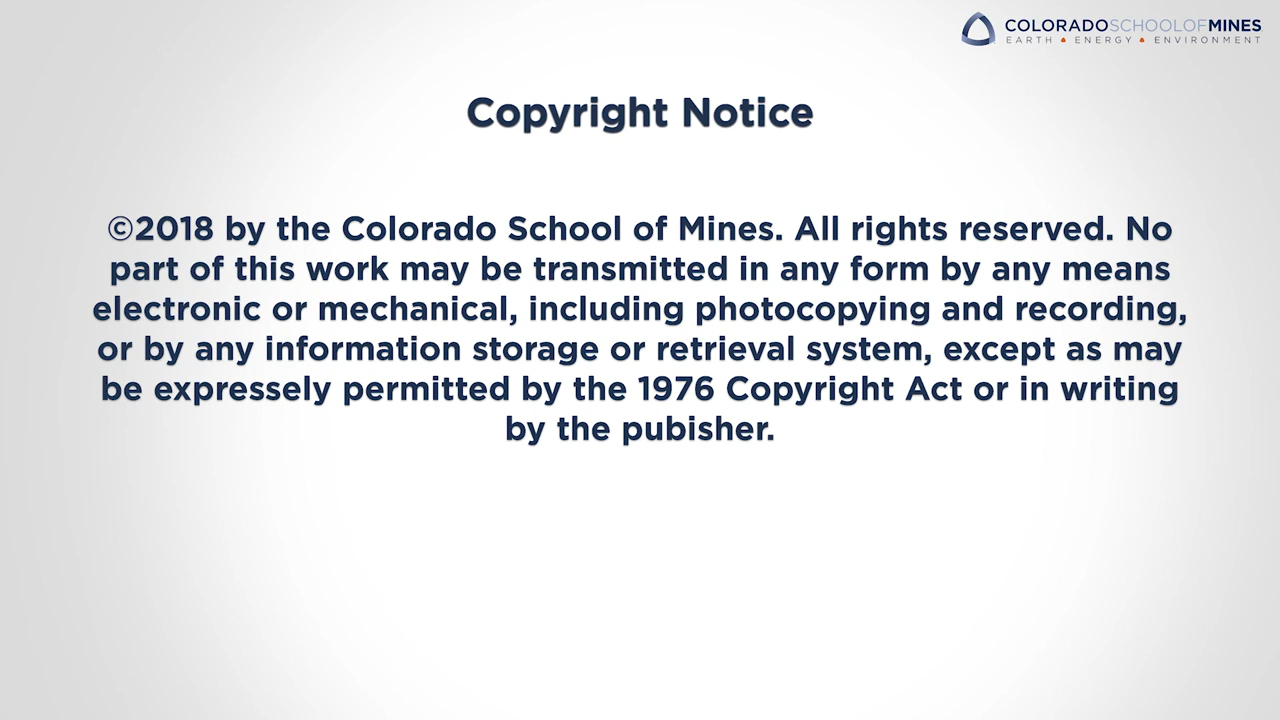 COLORADOSCHOOLOFMINES
EARTH • ENERGY • ENVIRONMENT
Copyright Notice
©2018 by the Colorado School of Mines. All rights reserved. No
part of this work may be transmitted in any form by any means
electronic or mechanical, including photocopying and recording,
or by any information storage or retrieval system, except as may
be expressely permitted by the 1976 Copyright Act or in writing
by the pubisher.